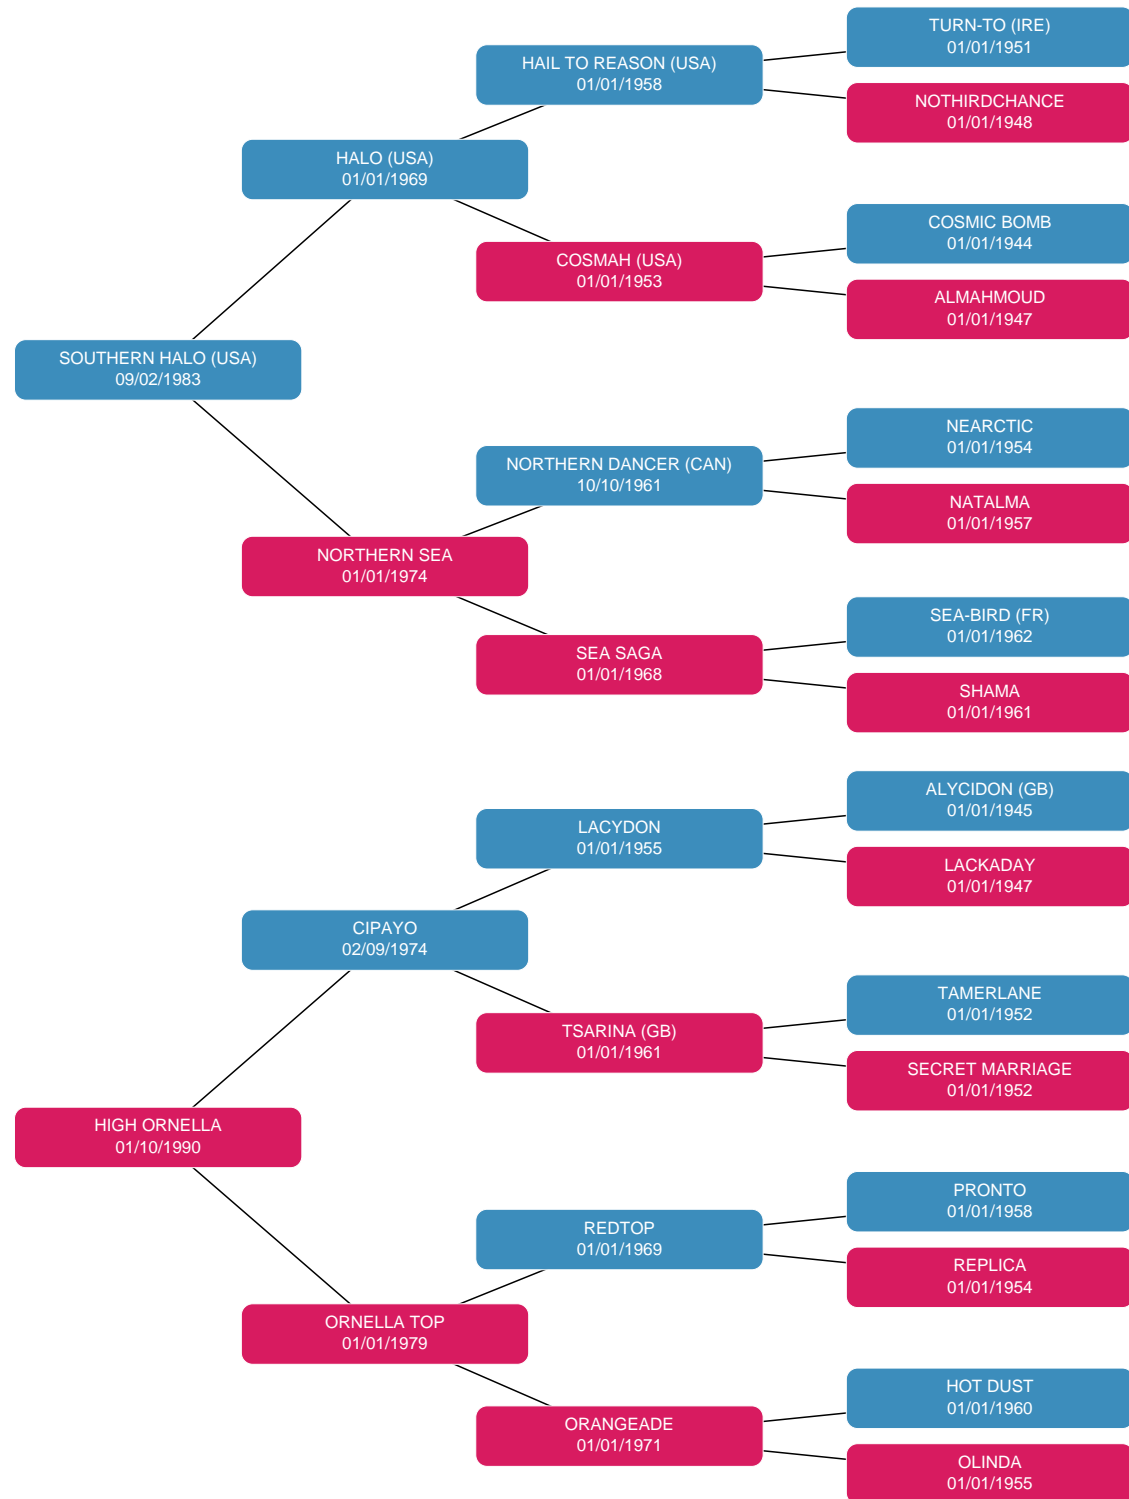 TURN-TO (IRE)
01/01/1951
HAIL TO REASON (USA)
01/01/1958
NOTHIRDCHANCE
01/01/1948
HALO (USA)
01/01/1969
COSMIC BOMB
01/01/1944
COSMAH (USA)
01/01/1953
ALMAHMOUD
01/01/1947
SOUTHERN HALO (USA)
09/02/1983
NEARCTIC
01/01/1954
NORTHERN DANCER (CAN)
10/10/1961
NATALMA
01/01/1957
NORTHERN SEA
01/01/1974
SEA-BIRD (FR)
01/01/1962
SEA SAGA
01/01/1968
SHAMA
01/01/1961
ALYCIDON (GB)
01/01/1945
LACYDON
01/01/1955
LACKADAY
01/01/1947
CIPAYO
02/09/1974
TAMERLANE
01/01/1952
TSARINA (GB)
01/01/1961
SECRET MARRIAGE
01/01/1952
HIGH ORNELLA
01/10/1990
PRONTO
01/01/1958
REDTOP
01/01/1969
REPLICA
01/01/1954
ORNELLA TOP
01/01/1979
HOT DUST
01/01/1960
ORANGEADE
01/01/1971
OLINDA
01/01/1955